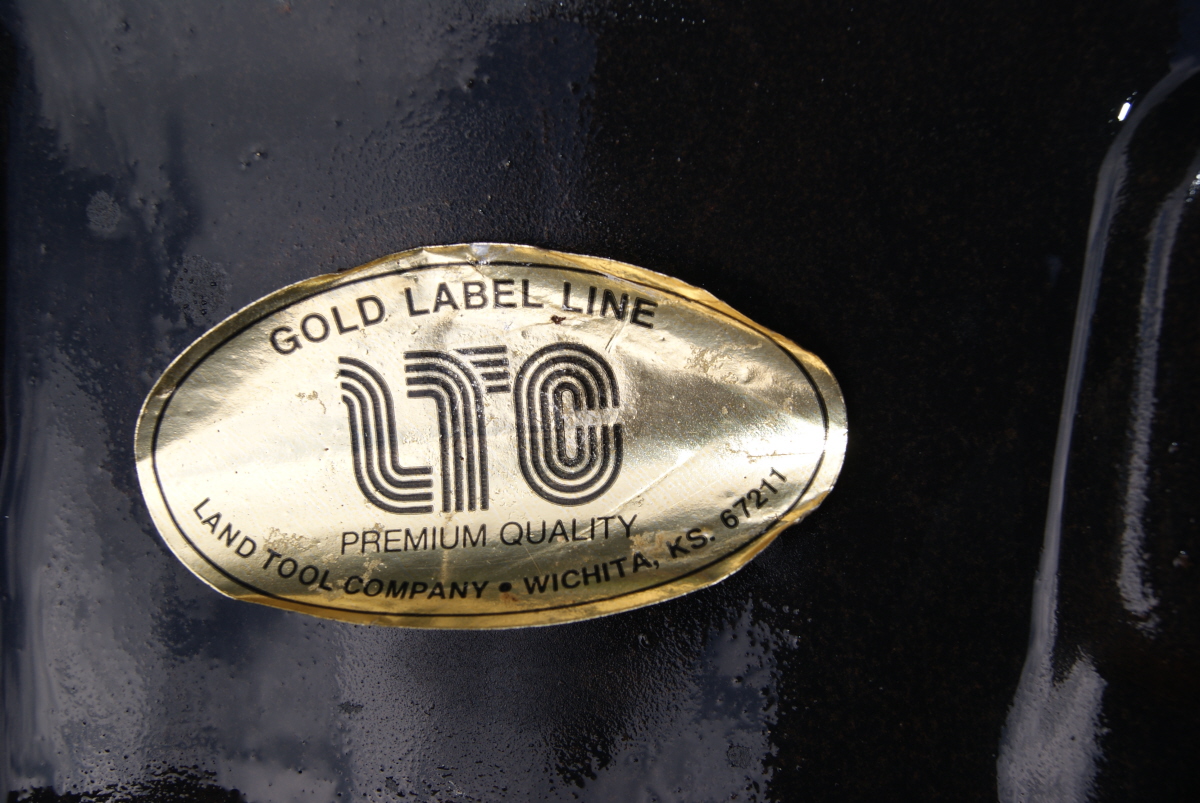 GOLD LABEL LINE
LTC
PREMIUM QUALITY
LAND TOOL COMPANY • WICHITA, KS. 67211